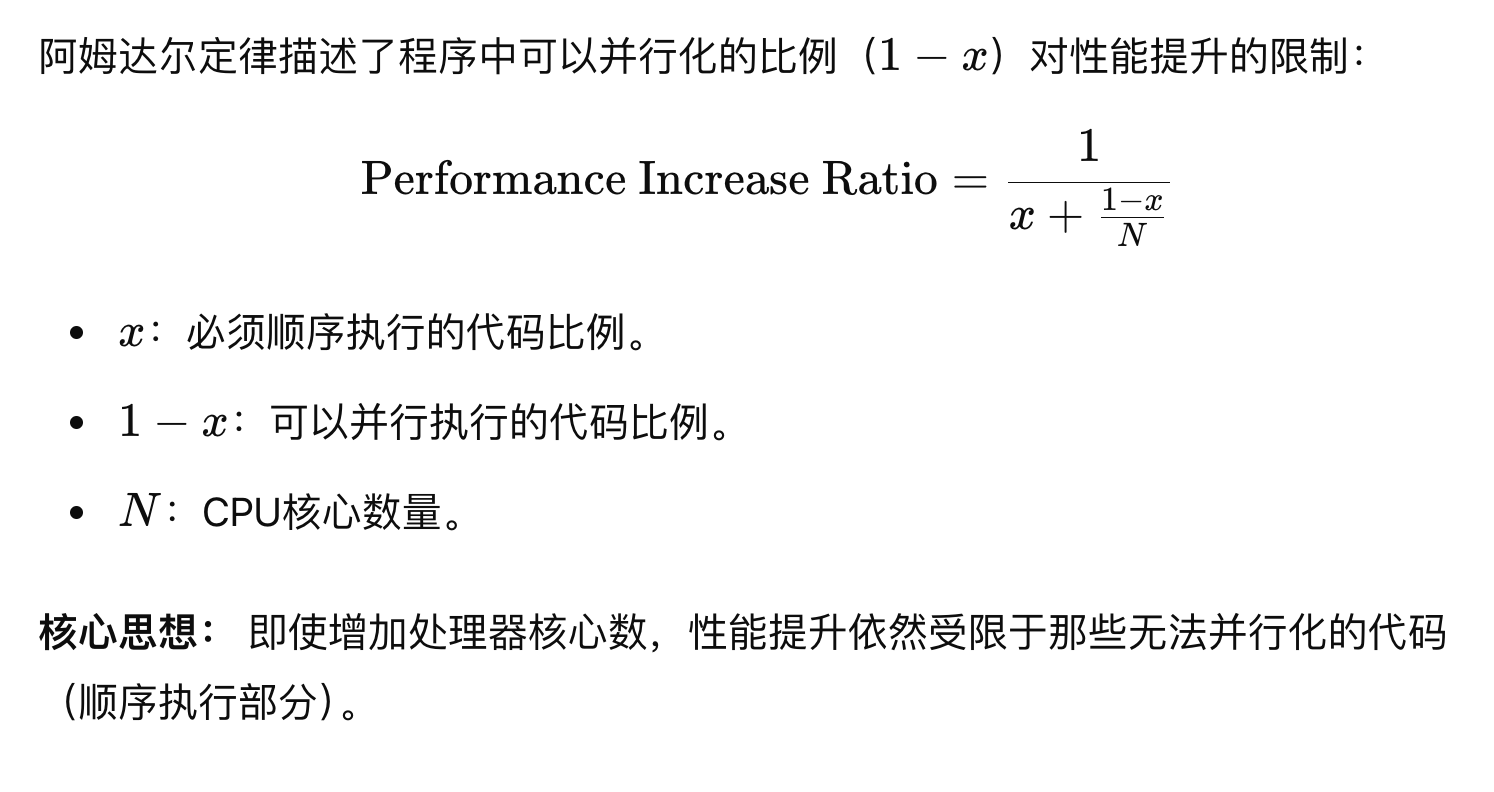 阿姆达尔定律描述了程序中可以并行化的比例（1 − x）对性能提升的限制：
Performance Increase Ratio = \frac{1}{x + \frac{1−x}{N}}
• x：必须顺序执行的代码比例。
• 1 − x：可以并行执行的代码比例。
• N：CPU核心数量。
核心思想： 即使增加处理器核心数，性能提升依然受限于那些无法并行化的代码
（顺序执行部分）。